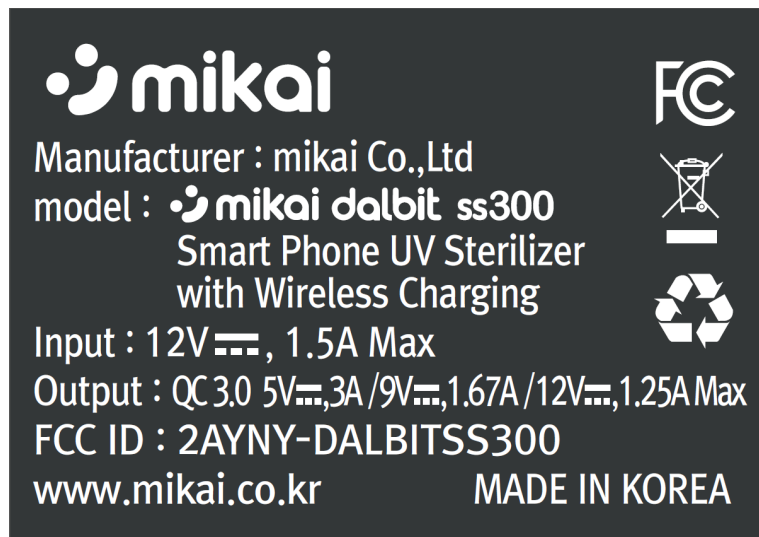 mikai
FC
Manufacturer : mikai Co.,Ltd
model : mikai dalbit ss300
Smart Phone UV Sterilizer
with Wireless Charging
Input : 12V⎓, 1.5A Max
Output : QC 3.0 5V⎓,3A /9V⎓,1.67A /12V⎓,1.25A Max
FCC ID : 2AYNY-DALBITSS300
www.mikai.co.kr
MADE IN KOREA